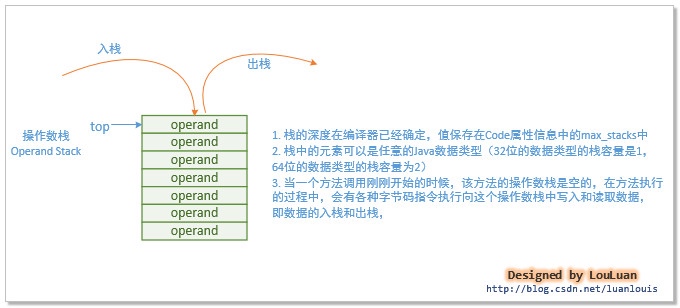 入栈
出栈
操作数栈
Operand Stack
top
operand
operand
operand
operand
operand
operand
operand
1. 栈的深度在编译器已经确定，值保存在Code属性信息中的max_stacks中
2. 栈中的元素可以是任意的Java数据类型（32位的数据类型的栈容量是1，
64位的数据类型的栈容量为2）
3. 当一个方法调用刚刚开始的时候，该方法的操作数栈是空的，在方法执行
的过程中，会有各种字节码指令执行向这个操作数栈中写入和读取数据，
即数据的入栈和出栈，
Designed by LouLuan
http://blog.csdn.net/luanlouis